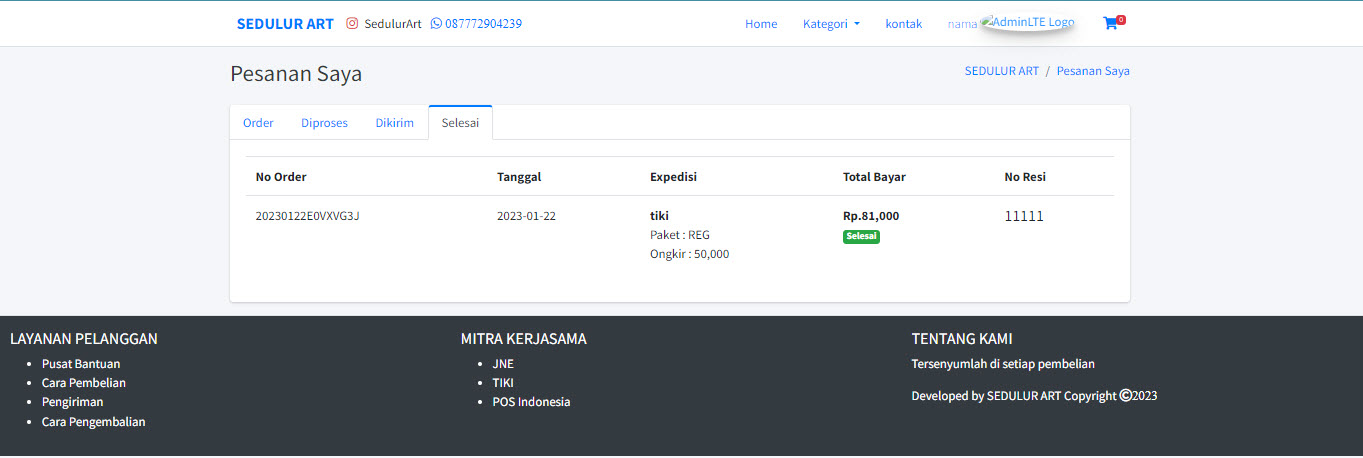 SEDULUR ART SedulurArt 087772904239 Home Kategori kontak nama AdminLTE Logo 0
Pesanan Saya SEDULUR ART / Pesanan Saya
Order Diproses Dikirim Selesai
No Order Tanggal Expedisi Total Bayar No Resi
20230122E0VXVG3J 2023-01-22 tiki Rp.81,000 11111
Paket : REG Selesai
Ongkir : 50,000
LAYANAN PELANGGAN
Pusat Bantuan
Cara Pembelian
Pengiriman
Cara Pengembalian
MITRA KERJASAMA
JNE
TIKI
POS Indonesia
TENTANG KAMI
Tersenyumlah di setiap pembelian
Developed by SEDULUR ART Copyright ©2023